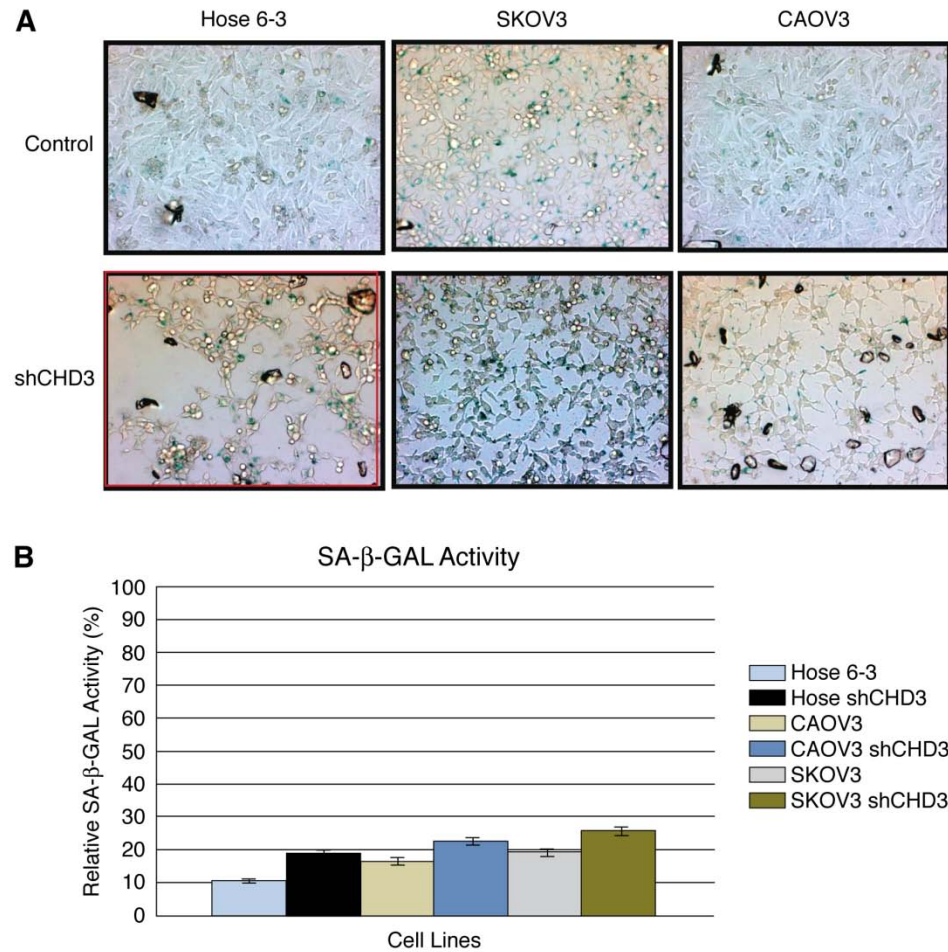 A
Hose 6-3
SKOV3
CAOV3
Control
shCHD3
B
SA-β-GAL Activity
Relative SA-β-GAL Activity (%)
100
90
80
70
60
50
40
30
20
10
0
Cell Lines
Hose 6-3
Hose shCHD3
CAOV3
CAOV3 shCHD3
SKOV3
SKOV3 shCHD3